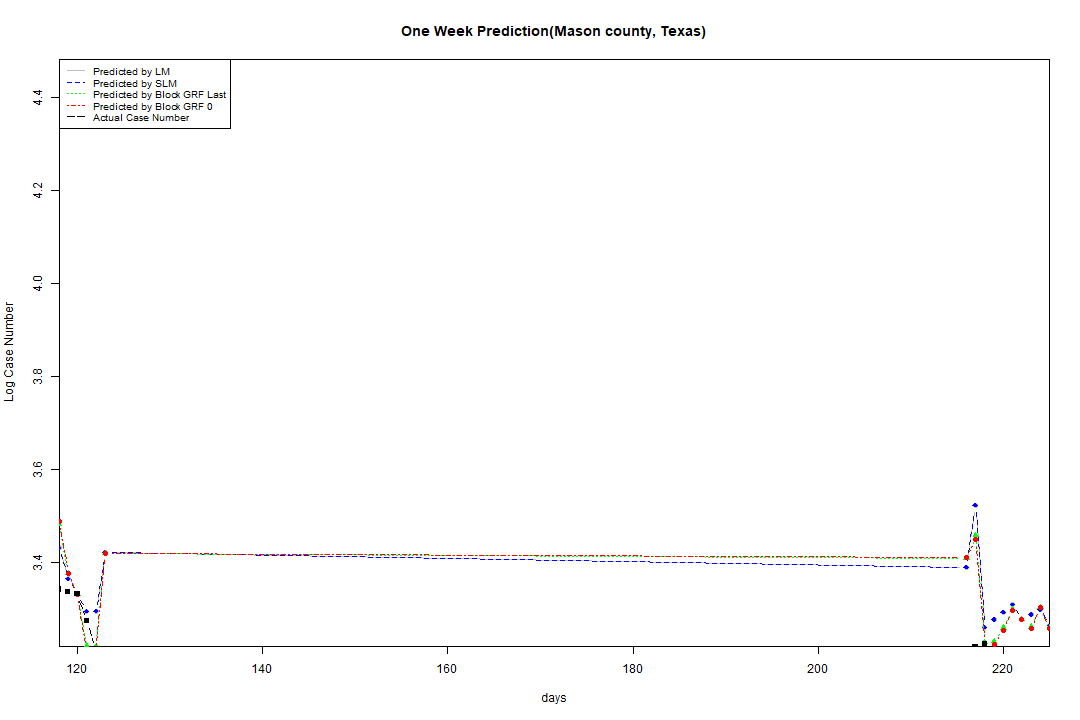 One Week Prediction(Mason county, Texas)
Predicted by LM
Predicted by SLM
Predicted by Block GRF Last
Predicted by Block GRF 0
Actual Case Number
4.4
4.2
4.0
3.8
3.6
3.4
Log Case Number
120 140 160 180 200 220
days